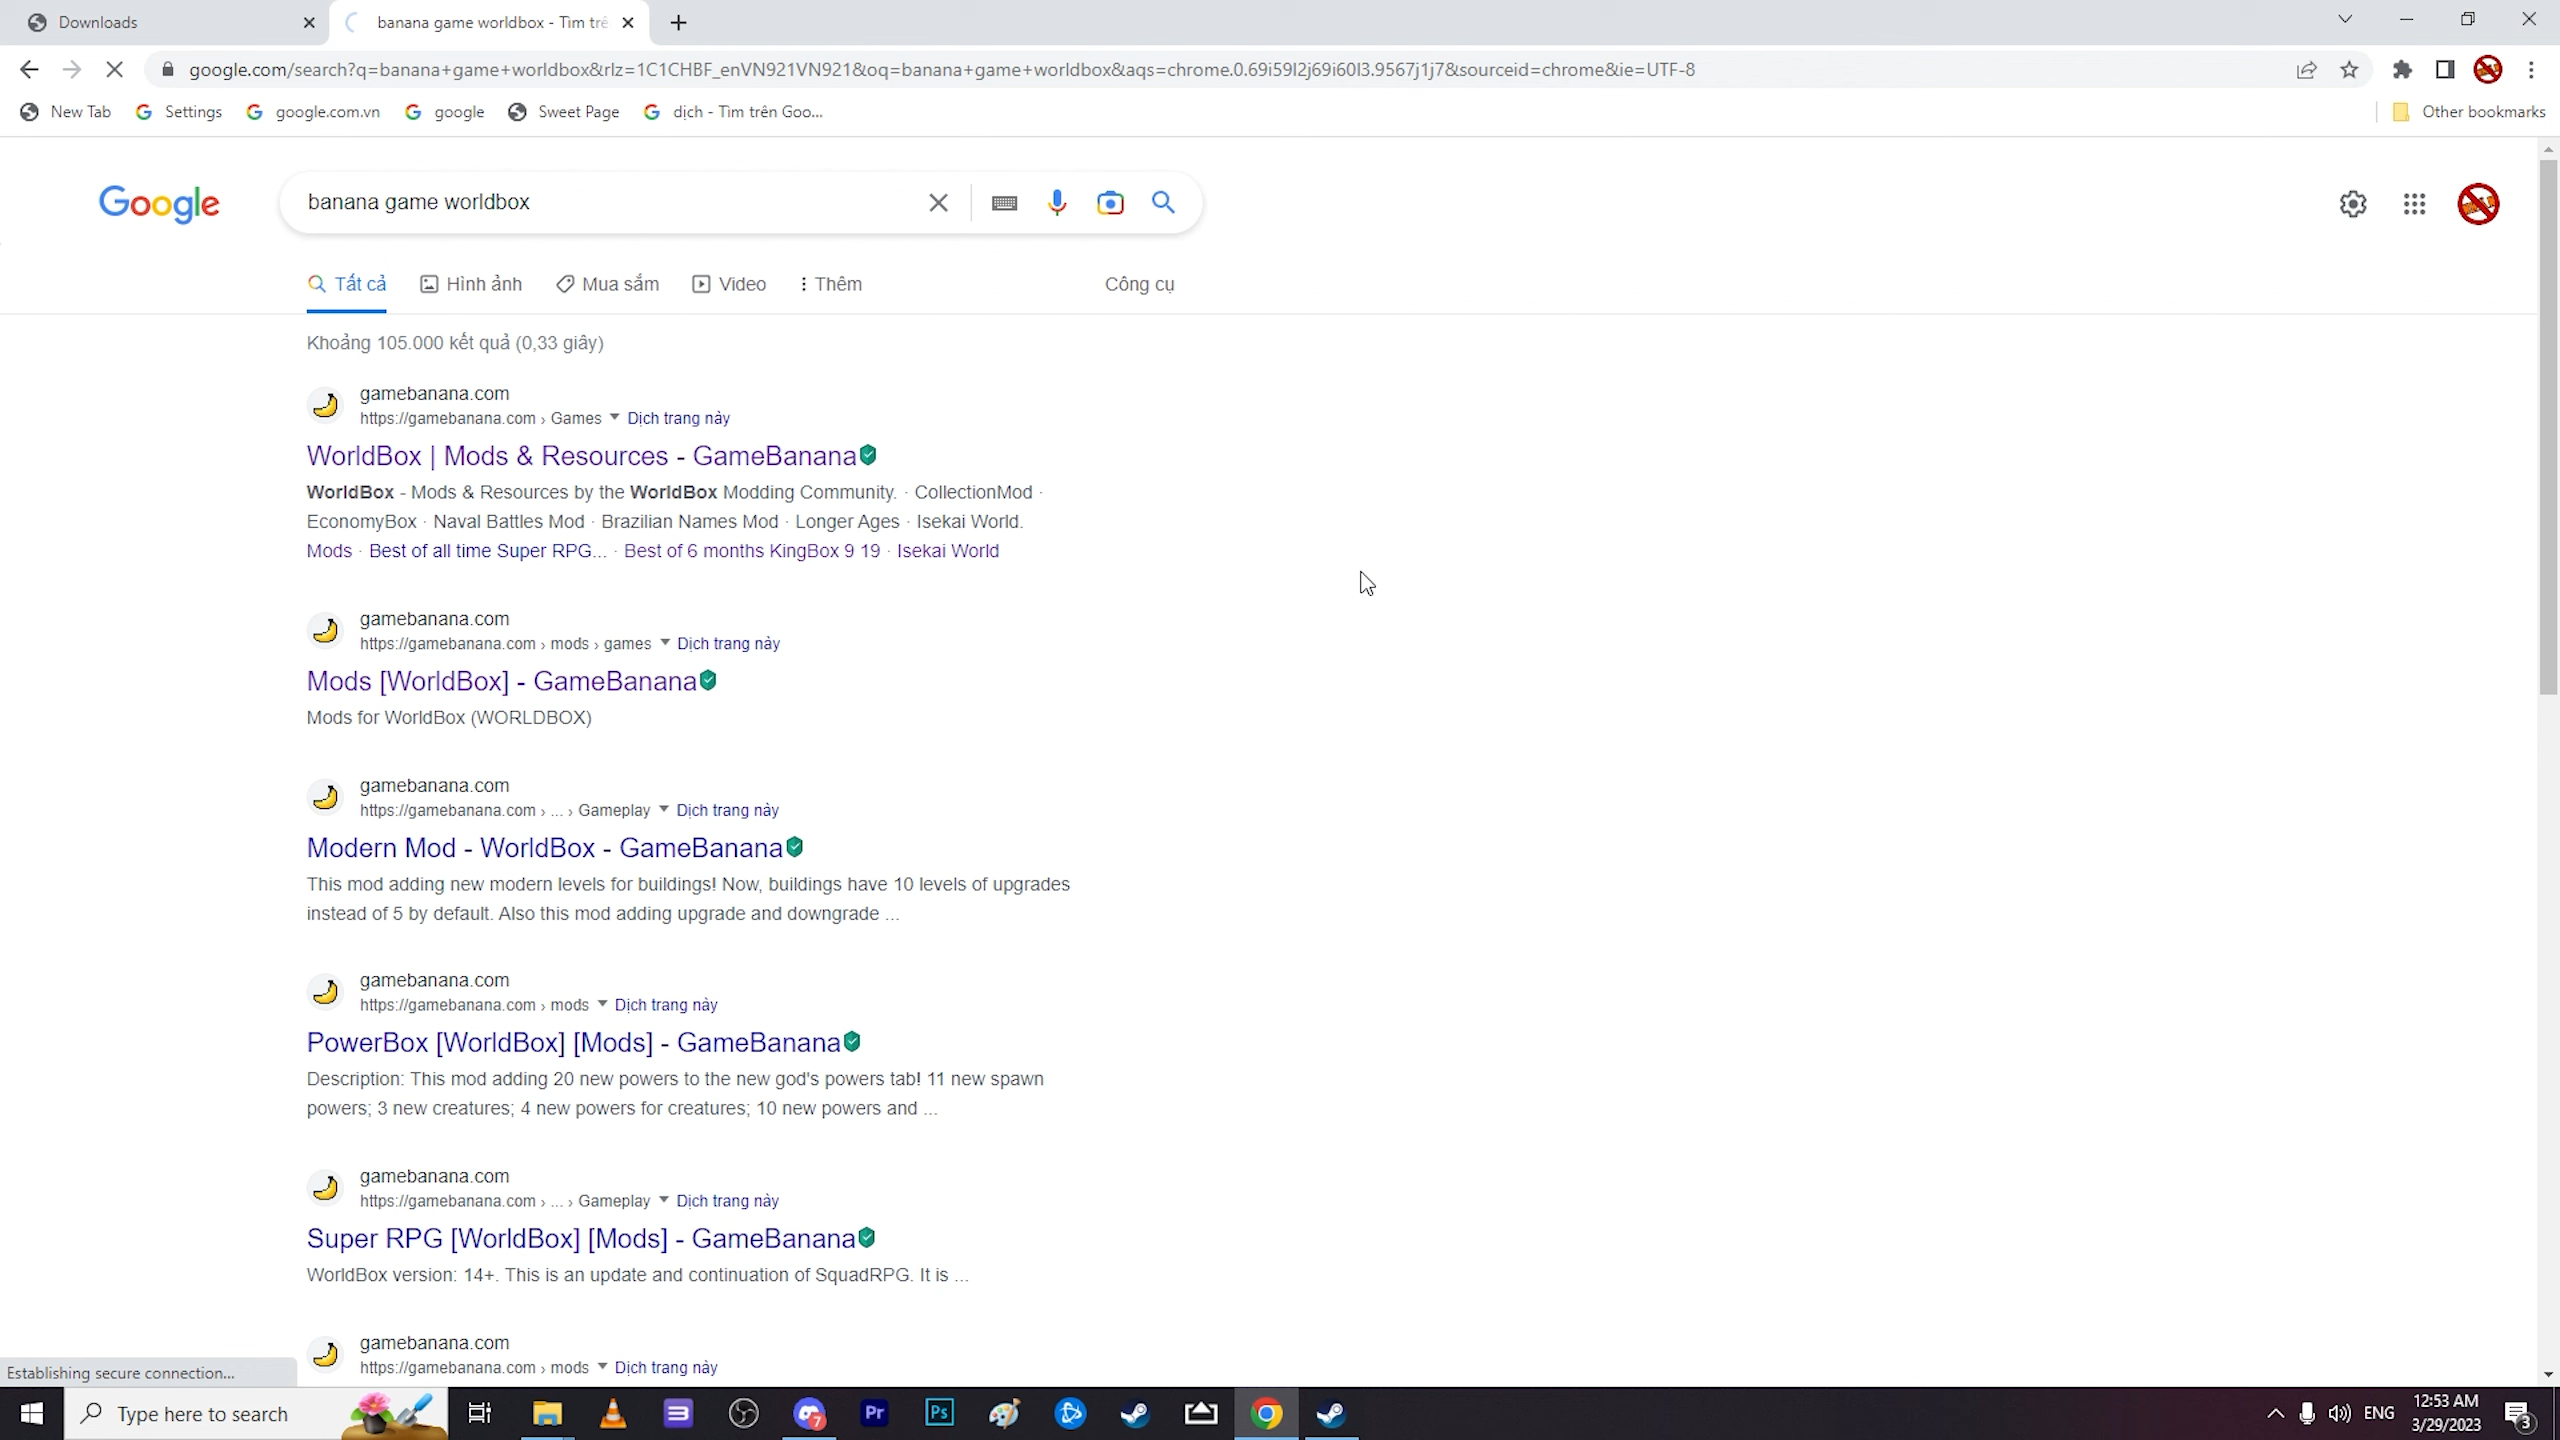 Downloads
banana game worldbox - Tìm trê
google.com/search?q=banana+game+worldbox&rlz=1C1CHBF_enVN921VN921&oq=banana+game+worldbox&aqs=chrome.0.69i59l2j69i60l3.9567j1j7&sourceid=chrome&ie=UTF-8
New Tab
Settings
google.com.vn
google
Sweet Page
dịch - Tìm trên Goo...
Other bookmarks
Google
banana game worldbox
Tất cả
Hình ảnh
Mua sắm
Video
Thêm
Công cụ
Khoảng 105.000 kết quả (0,33 giây)
gamebanana.com
https://gamebanana.com › Games Dịch trang này
WorldBox | Mods & Resources - GameBanana
WorldBox - Mods & Resources by the WorldBox Modding Community. · CollectionMod ·
EconomyBox · Naval Battles Mod · Brazilian Names Mod · Longer Ages · Isekai World.
Mods · Best of all time Super RPG... · Best of 6 months KingBox 9 19 · Isekai World
gamebanana.com
https://gamebanana.com › mods › games Dịch trang này
Mods [WorldBox] - GameBanana
Mods for WorldBox (WORLDBOX)
gamebanana.com
https://gamebanana.com › ... › Gameplay Dịch trang này
Modern Mod - WorldBox - GameBanana
This mod adding new modern levels for buildings! Now, buildings have 10 levels of upgrades
instead of 5 by default. Also this mod adding upgrade and downgrade ...
gamebanana.com
https://gamebanana.com › mods Dịch trang này
PowerBox [WorldBox] [Mods] - GameBanana
Description: This mod adding 20 new powers to the new god's powers tab! 11 new spawn
powers; 3 new creatures; 4 new powers for creatures; 10 new powers and ...
gamebanana.com
https://gamebanana.com › ... › Gameplay Dịch trang này
Super RPG [WorldBox] [Mods] - GameBanana
WorldBox version: 14+. This is an update and continuation of SquadRPG. It is ...
gamebanana.com
https://gamebanana.com › mods Dịch trang này
Establishing secure connection...
Type here to search
7
Pr
Ps
ENG
12:53 AM
3/29/2023
3